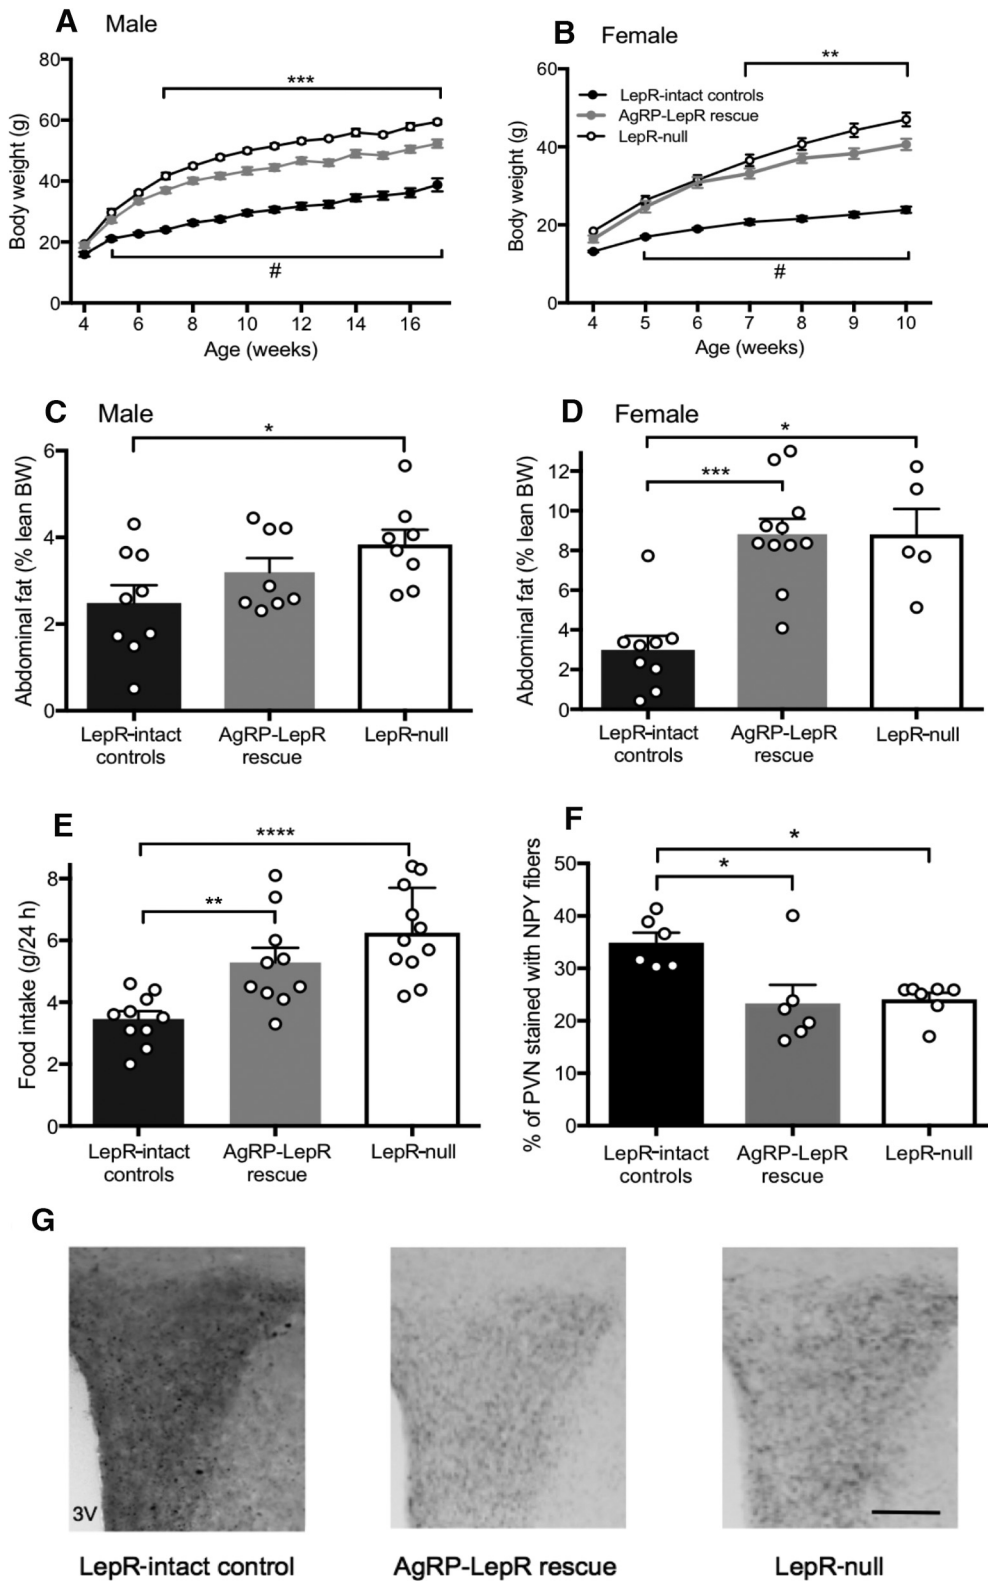 A Male
Body weight (g)
80
60
40
20
0
***
#
4 6 8 10 12 14 16
Age (weeks)
B Female
Body weight (g)
60
40
20
0
**
LepR-intact controls
AgRP-LepR rescue
LepR-null
#
4 5 6 7 8 9 10
Age (weeks)
C Male
Abdominal fat (% lean BW)
6
4
2
0
*
LepR-intact
controls
AgRP-LepR
rescue
LepR-null
D Female
Abdominal fat (% lean BW)
12
10
8
6
4
2
0
*
***
LepR-intact
controls
AgRP-LepR
rescue
LepR-null
E
Food intake (g/24 h)
8
6
4
2
0
****
**
LepR-intact
controls
AgRP-LepR
rescue
LepR-null
F
% of PVN stained with NPY fibers
50
40
30
20
10
0
*
*
LepR-intact
controls
AgRP-LepR
rescue
LepR-null
G
3V
LepR-intact control
AgRP-LepR rescue
LepR-null